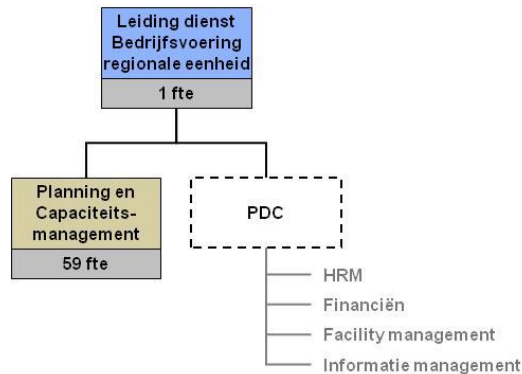 Leiding dienst
Bedrijfsvoering
regionale eenheid
1 fte
Planning en
Capaciteits-
management
59 fte
PDC
HRM
Financiën
Facility management
Informatie management